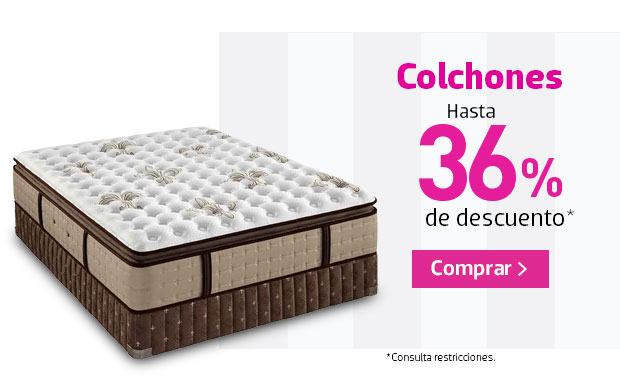 Colchones
Hasta
36%
de descuento*
Comprar >
*Consulta restricciones.